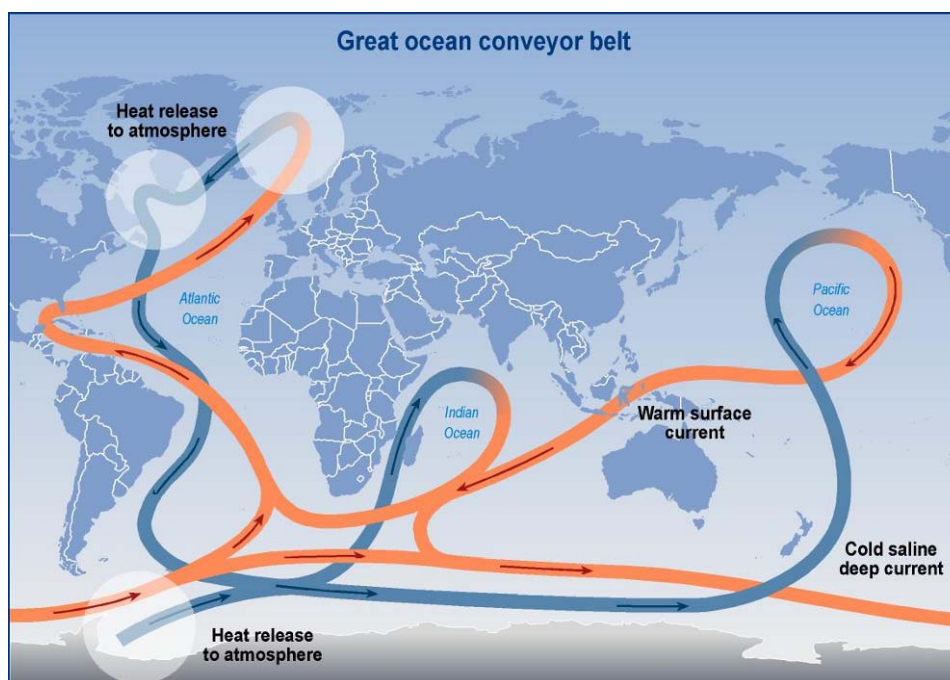 Great ocean conveyor belt
Heat release
to atmosphere
Atlantic
Ocean
Pacific
Ocean
Indian
Ocean
Warm surface
current
Cold saline
deep current
Heat release
to atmosphere